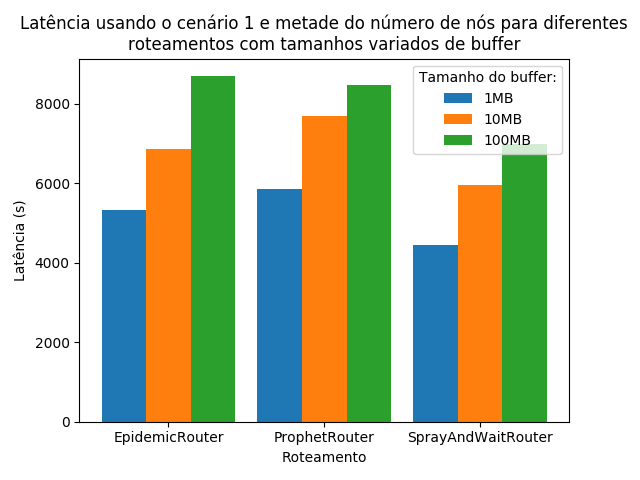 Latência usando o cenário 1 e metade do número de nós para diferentes
roteamentos com tamanhos variados de buffer
Tamanho do buffer:
1MB
10MB
100MB
Latência (s)
8000
6000
4000
2000
0
EpidemicRouter
ProphetRouter
SprayAndWaitRouter
Roteamento